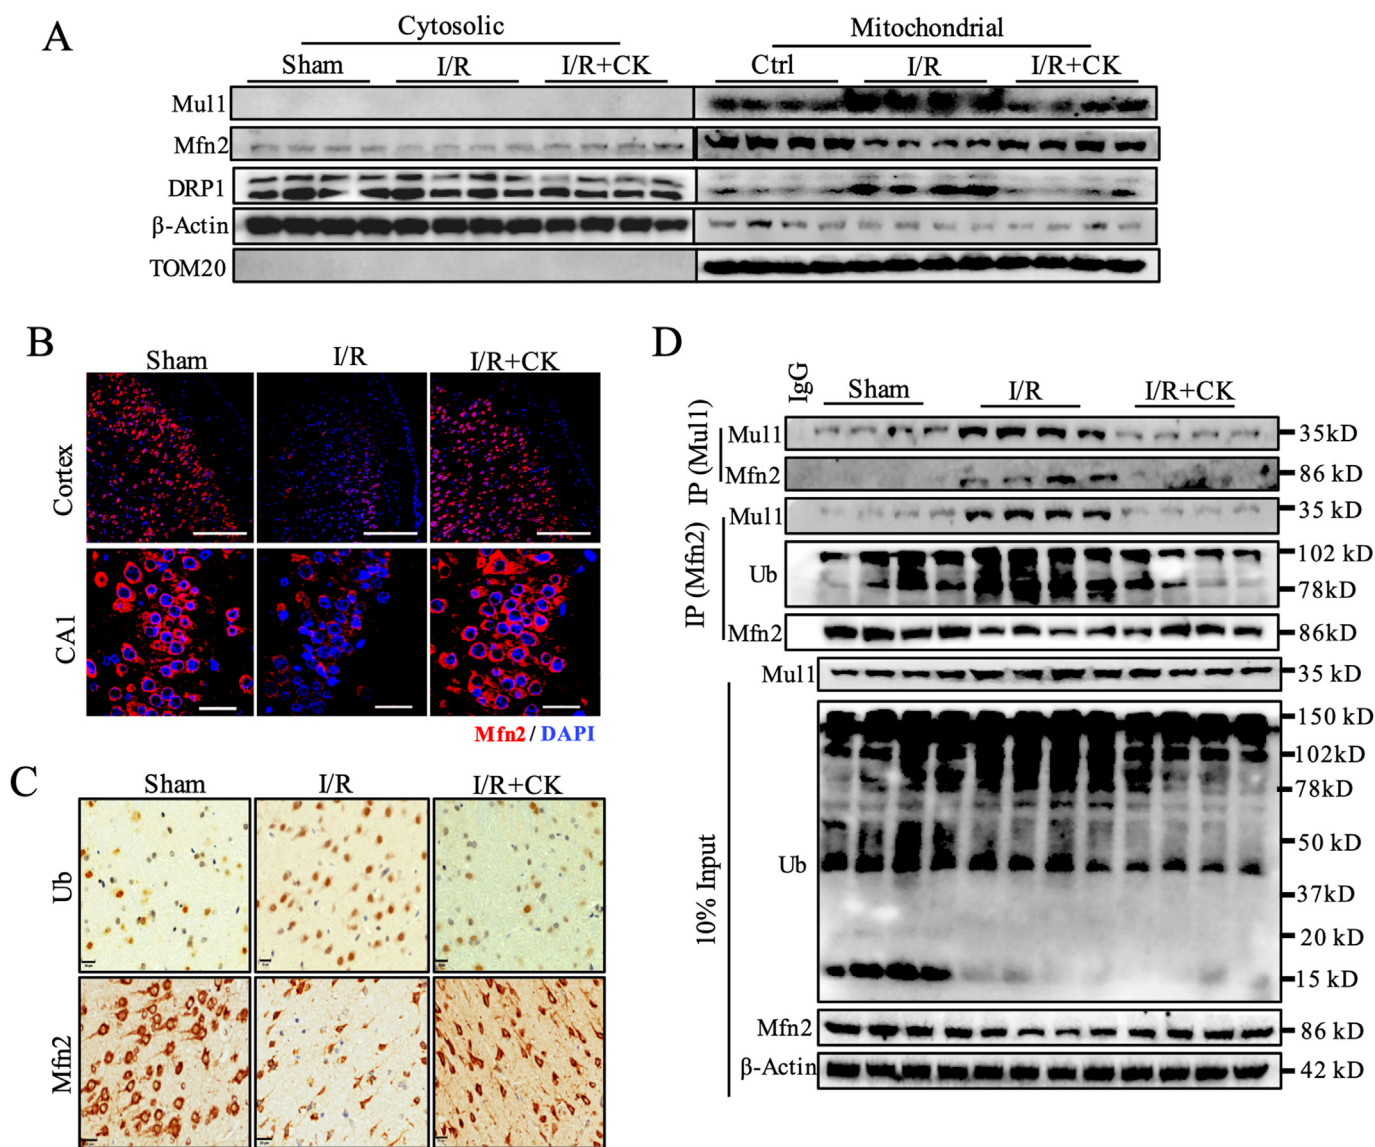 A
Cytosolic
Mitochondrial
Sham
I/R
I/R+CK
Ctrl
I/R
I/R+CK
Mul1
Mfn2
DRP1
β-Actin
TOM20
B
Sham
I/R
I/R+CK
Cortex
CA1
Mfn2/DAPI
C
Sham
I/R
I/R+CK
Ub
Mfn2
D
IgG
Sham
I/R
I/R+CK
IP (Mul1)
Mul1
35kD
Mfn2
86 kD
IP (Mfn2)
Mul1
35 kD
Ub
102 kD
78kD
Mfn2
86kD
10% Input
Mul1
35 kD
Ub
150 kD
102kD
78kD
50 kD
37kD
20 kD
15 kD
Mfn2
86 kD
β-Actin
42 kD